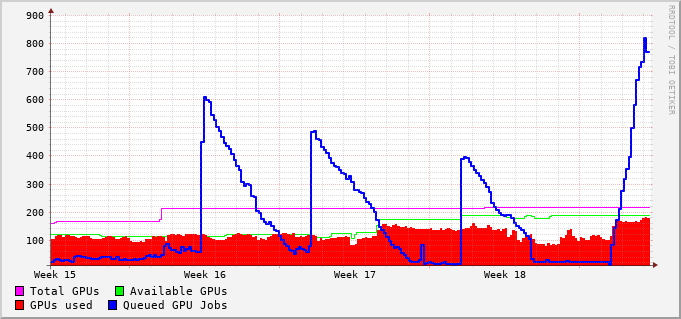 900
800
700
600
500
400
300
200
100
Week 15 Week 16 Week 17 Week 18
Total GPUs Available GPUs
GPUs used Queued GPU Jobs
RRDTOOL / TOBI OETIKER